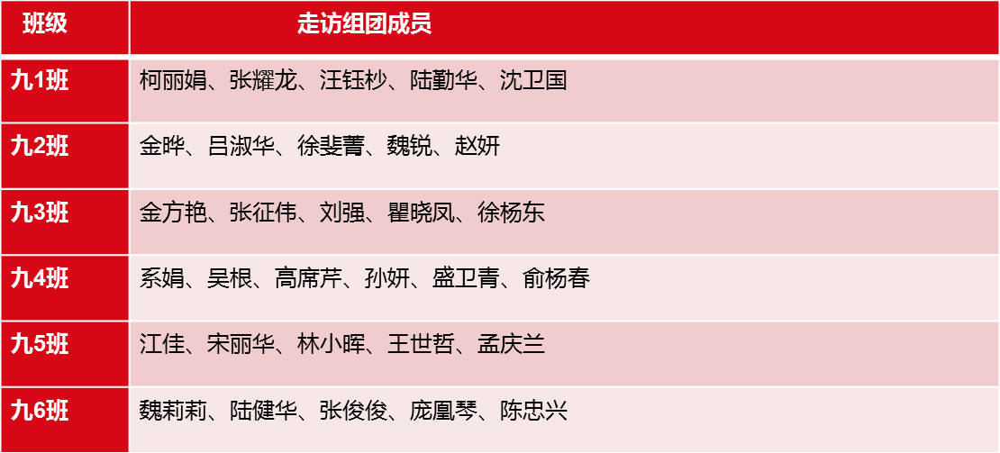 班级 走访组团成员
九1班 柯丽娟、张耀龙、汪钰杪、陆勤华、沈卫国
九2班 金晔、吕淑华、徐斐菁、魏锐、赵妍
九3班 金方艳、张征伟、刘强、瞿晓凤、徐杨东
九4班 系娟、吴根、高席芹、孙妍、盛卫青、俞杨春
九5班 江佳、宋丽华、林小晖、王世哲、孟庆兰
九6班 魏莉莉、陆健华、张俊俊、庞凰琴、陈忠兴